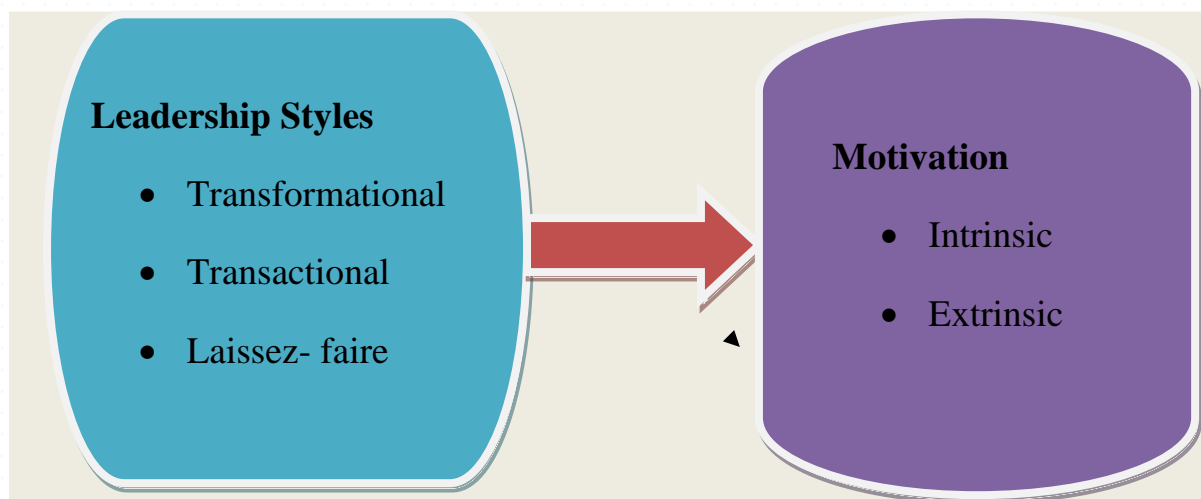 Leadership Styles
• Transformational
• Transactional
• Laissez- faire
Motivation
• Intrinsic
• Extrinsic